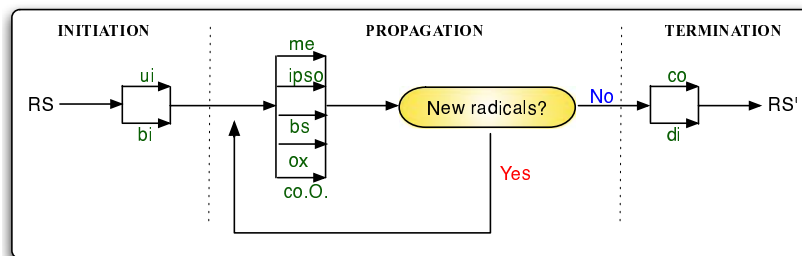 INITIATION
PROPAGATION
TERMINATION
RS
ui
bi
me
ipso
bs
ox
co.O.
New radicals?
No
Yes
co
di
RS'